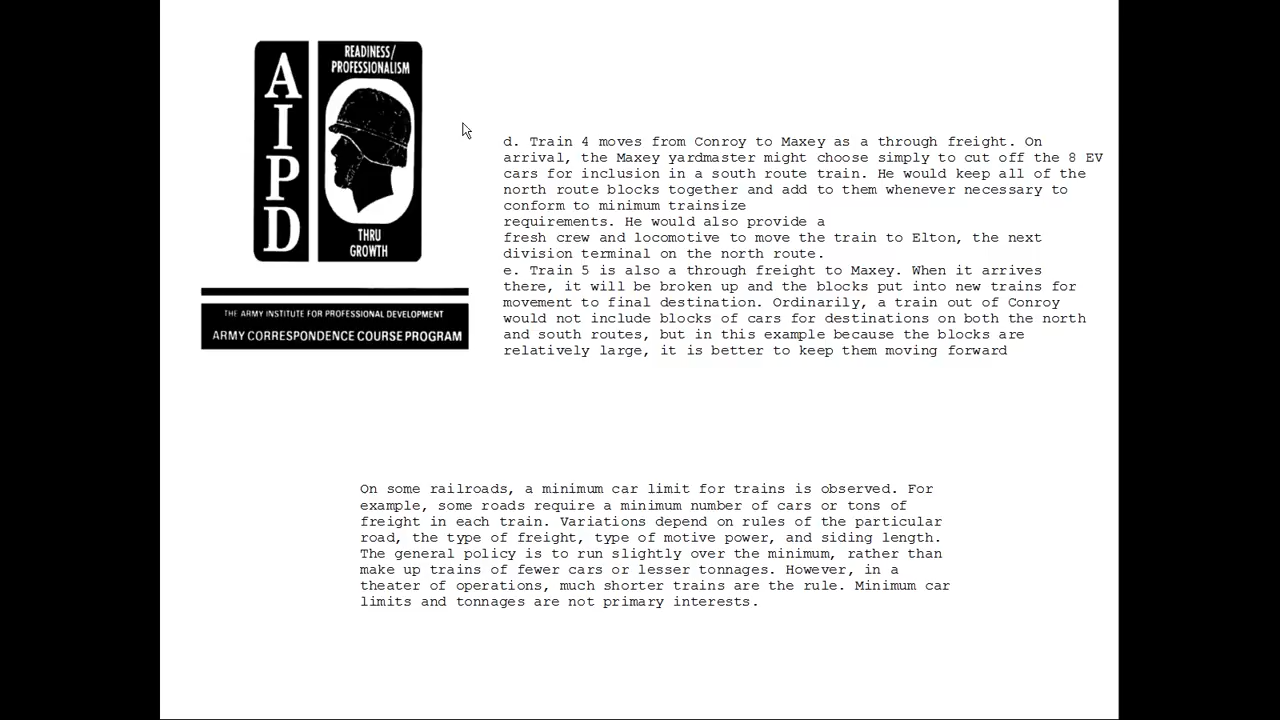 A
I
P
D
READINESS/
PROFESSIONALISM
THRU
GROWTH
THE ARMY INSTITUTE FOR PROFESSIONAL DEVELOPMENT
ARMY CORRESPONDENCE COURSE PROGRAM
d. Train 4 moves from Conroy to Maxey as a through freight. On
arrival, the Maxey yardmaster might choose simply to cut off the 8 EV
cars for inclusion in a south route train. He would keep all of the
north route blocks together and add to them whenever necessary to
conform to minimum trainsize
requirements. He would also provide a
fresh crew and locomotive to move the train to Elton, the next
division terminal on the north route.
e. Train 5 is also a through freight to Maxey. When it arrives
there, it will be broken up and the blocks put into new trains for
movement to final destination. Ordinarily, a train out of Conroy
would not include blocks of cars for destinations on both the north
and south routes, but in this example because the blocks are
relatively large, it is better to keep them moving forward
On some railroads, a minimum car limit for trains is observed. For
example, some roads require a minimum number of cars or tons of
freight in each train. Variations depend on rules of the particular
road, the type of freight, type of motive power, and siding length.
The general policy is to run slightly over the minimum, rather than
make up trains of fewer cars or lesser tonnages. However, in a
theater of operations, much shorter trains are the rule. Minimum car
limits and tonnages are not primary interests.